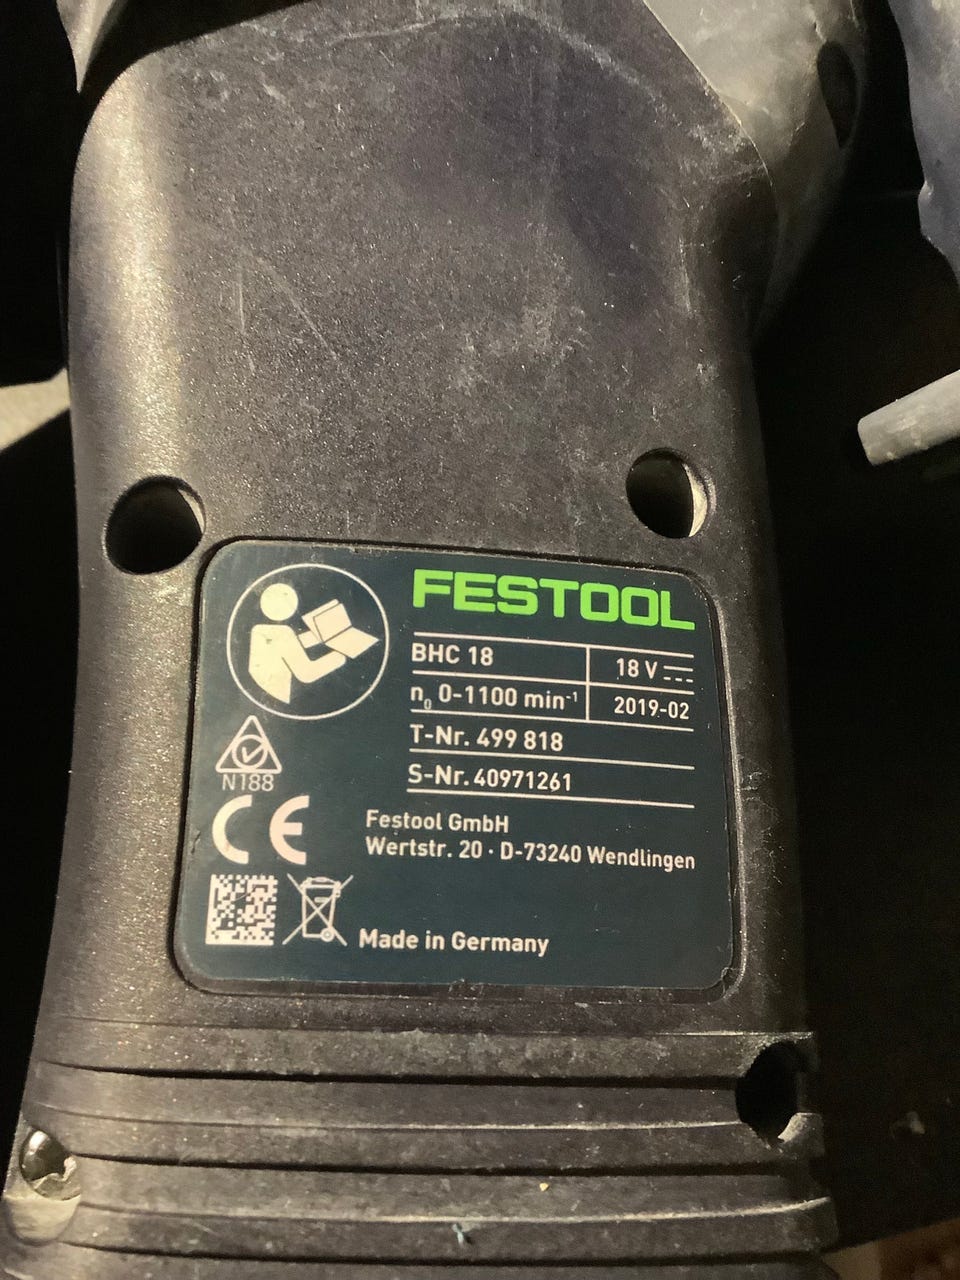 FESTOOL
BHC 18
18 V
n₀ 0-1100 min⁻¹
2019-02
T-Nr. 499 818
S-Nr. 40971261
N188
CE
Festool GmbH
Wertstr. 20 · D-73240 Wendlingen
Made in Germany